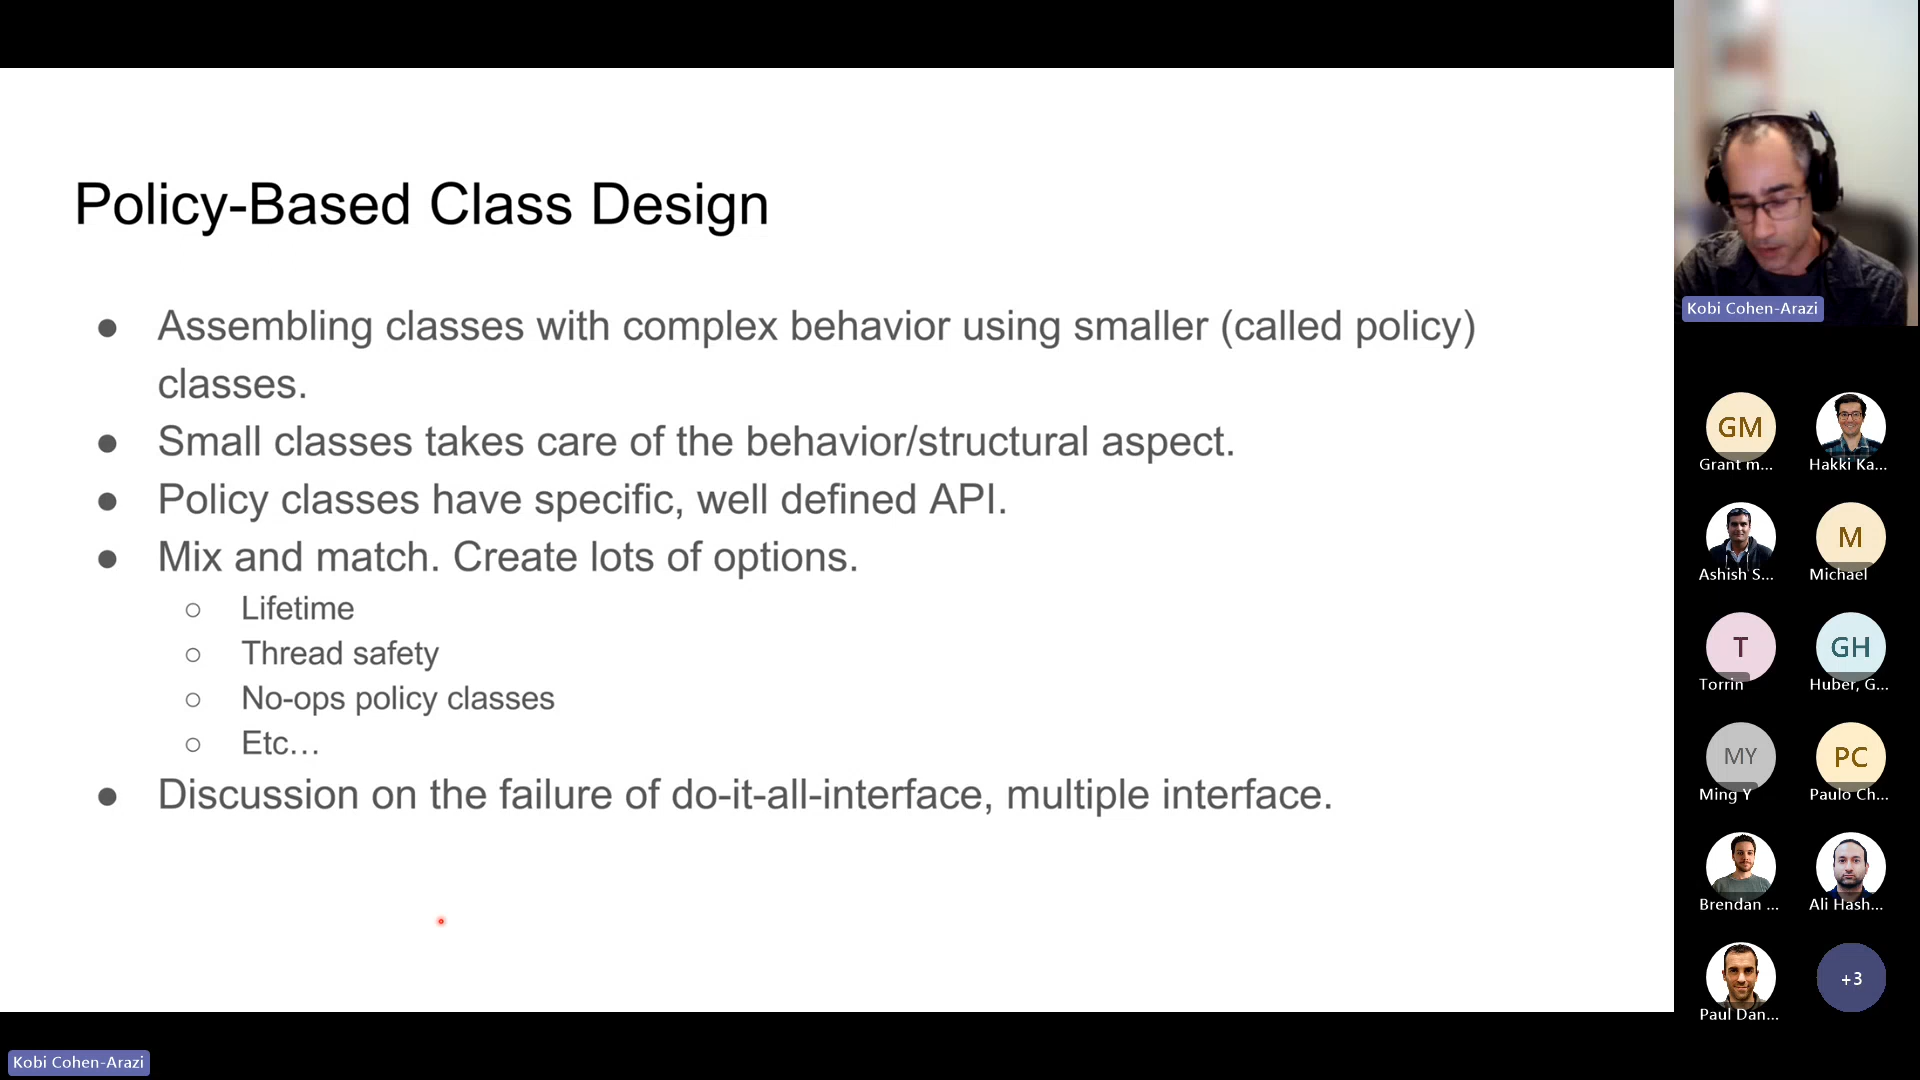 Policy-Based Class Design
● Assembling classes with complex behavior using smaller (called policy)
classes.
● Small classes takes care of the behavior/structural aspect.
● Policy classes have specific, well defined API.
● Mix and match. Create lots of options.
○ Lifetime
○ Thread safety
○ No-ops policy classes
○ Etc…
● Discussion on the failure of do-it-all-interface, multiple interface.
Kobi Cohen-Arazi
GM
Grant m...
Hakki Ka...
Ashish S...
M
Michael
T
Torrin
GH
Huber, G...
MY
Ming Y
PC
Paulo Ch...
Brendan ...
Ali Hash...
Paul Dan...
+3
Kobi Cohen-Arazi